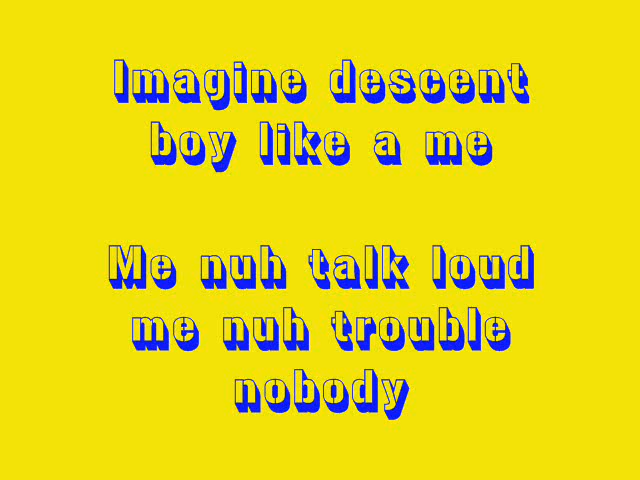 Imagine descent
boy like a me
Me nuh talk loud
me nuh trouble
nobody